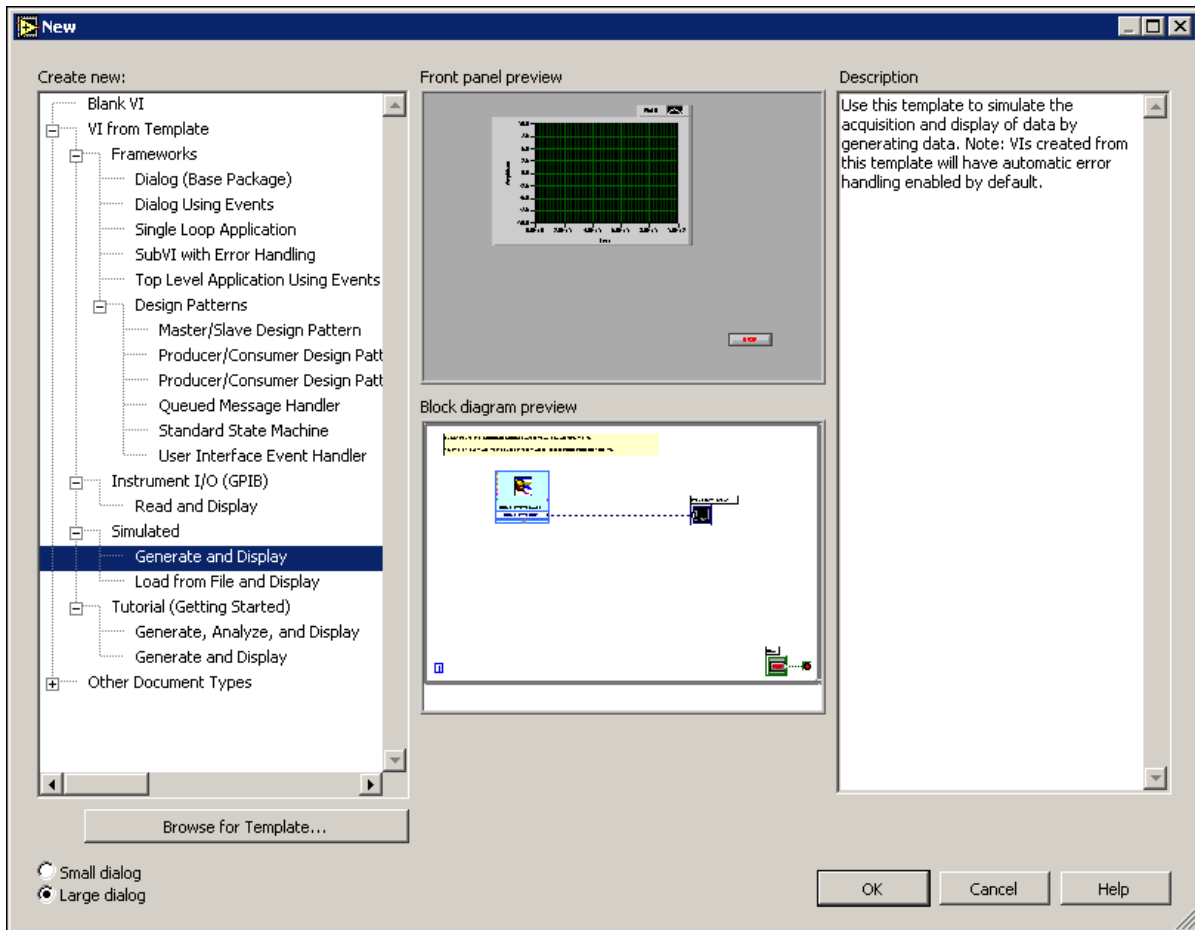 New
Create new:
Blank VI
VI from Template
Frameworks
Dialog (Base Package)
Dialog Using Events
Single Loop Application
SubVI with Error Handling
Top Level Application Using Events
Design Patterns
Master/Slave Design Pattern
Producer/Consumer Design Patt
Producer/Consumer Design Patt
Queued Message Handler
Standard State Machine
User Interface Event Handler
Instrument I/O (GPIB)
Read and Display
Simulated
Generate and Display
Load from File and Display
Tutorial (Getting Started)
Generate, Analyze, and Display
Generate and Display
Other Document Types
Browse for Template...
Small dialog
Large dialog
Front panel preview
Block diagram preview
i
Description
Use this template to simulate the
acquisition and display of data by
generating data. Note: VIs created from
this template will have automatic error
handling enabled by default.
OK
Cancel
Help